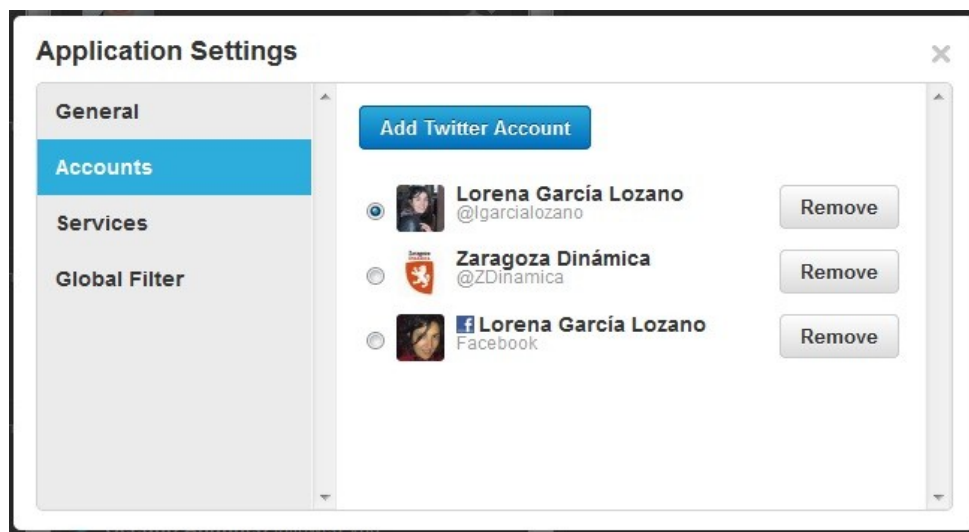 Application Settings
General
Accounts
Services
Global Filter
Add Twitter Account
Lorena García Lozano
@lgarcialozano
Remove
Zaragoza Dinámica
@ZDinamica
Remove
Lorena García Lozano
Facebook
Remove